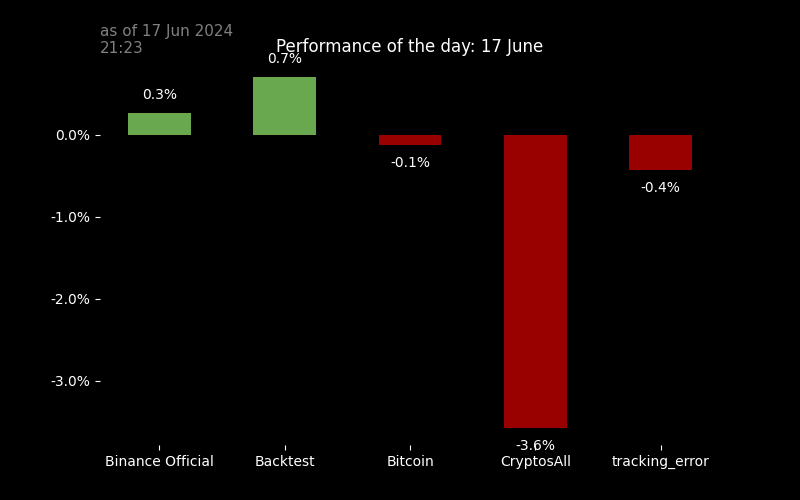 as of 17 Jun 2024
21:23
Performance of the day: 17 June
0.3%
0.7%
-0.1%
-3.6%
-0.4%
0.0%
-1.0%
-2.0%
-3.0%
Binance Official
Backtest
Bitcoin
CryptosAll
tracking_error